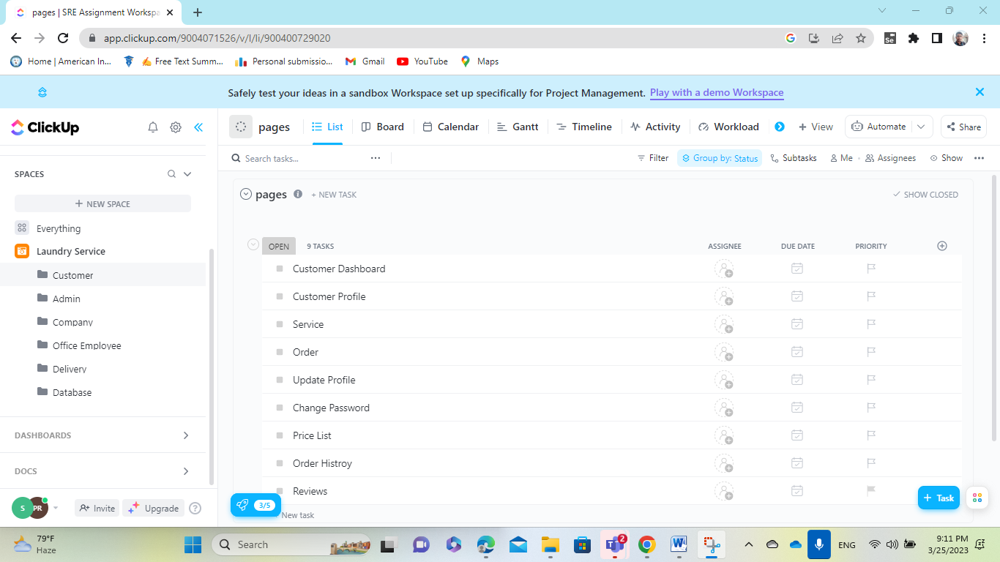 pages | SRE Assignment Workspa
app.clickup.com/9004071526/v/l/li/900400729020
Home | American In... Free Text Summ... Personal submissio... Gmail YouTube Maps
Safely test your ideas in a sandbox Workspace set up specifically for Project Management. Play with a demo Workspace
ClickUp
pages List Board Calendar Gantt Timeline Activity Workload + View Automate Share
Search tasks... Filter Group by: Status Subtasks Me Assignees Show
SPACES
+ NEW SPACE
Everything
Laundry Service
Customer
Admin
Company
Office Employee
Delivery
Database
DASHBOARDS
DOCS
S PR Invite Upgrade ?
pages + NEW TASK SHOW CLOSED
OPEN 9 TASKS ASSIGNEE DUE DATE PRIORITY
Customer Dashboard
Customer Profile
Service
Order
Update Profile
Change Password
Price List
Order Histroy
Reviews
3/5
New task
+ Task
79°F
Haze
Search
2
ENG
9:11 PM
3/25/2023